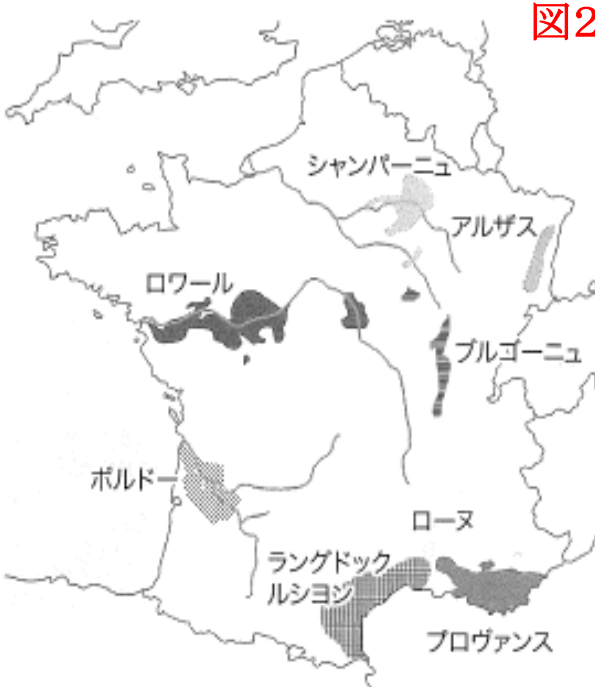 図2
シャンパーニュ
アルザス
ロワール
ブルゴーニュ
ボルドー
ローヌ
ラングドック
ルシヨン
プロヴァンス